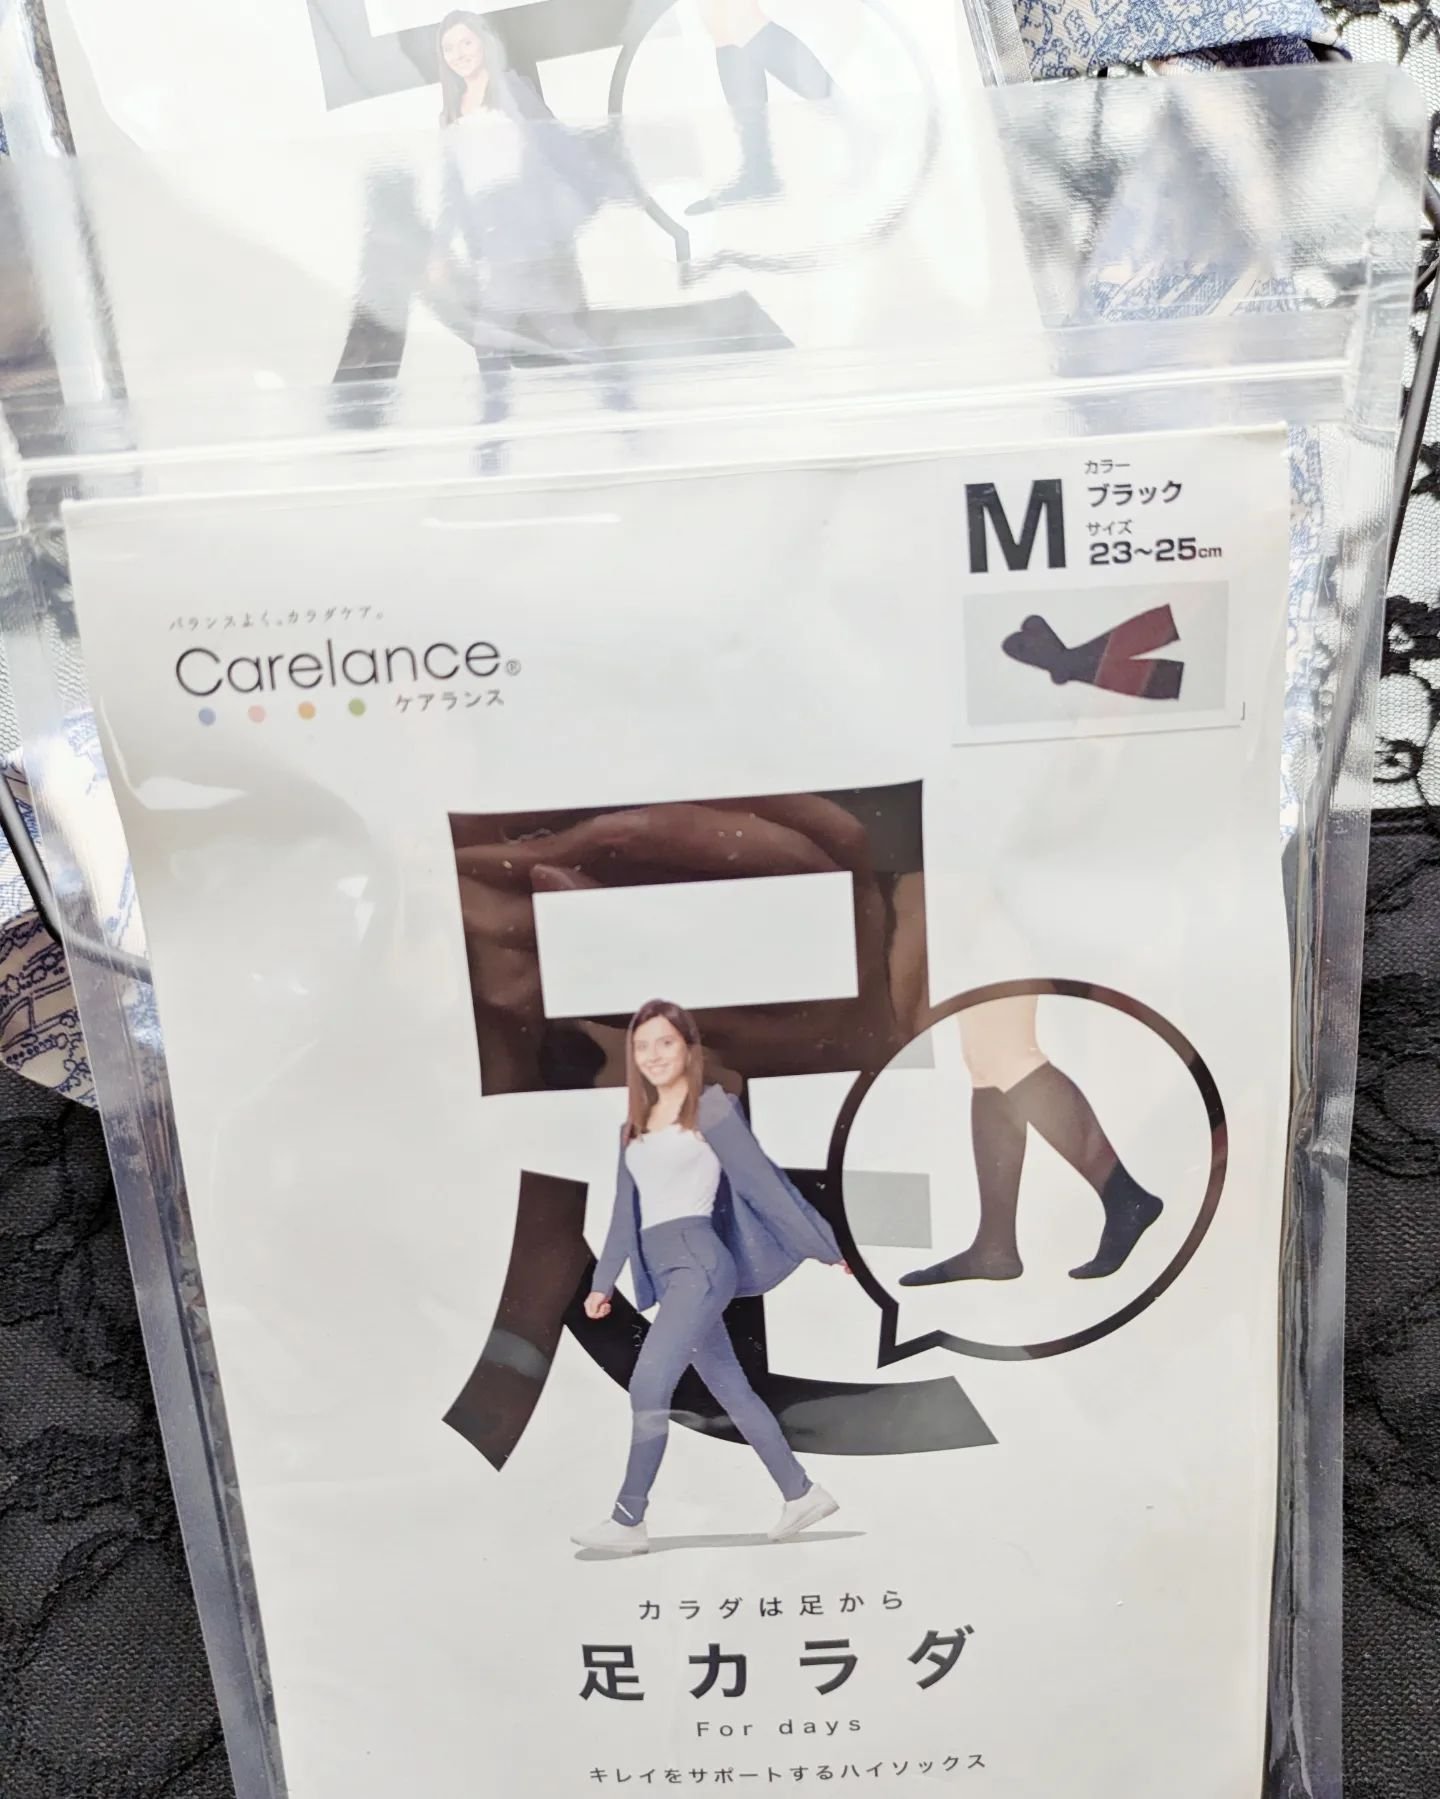 足
M
カラー
ブラック
サイズ
23~25cm
バランスよく。カラダケア。
Carelance®
ケアランス
足
カラダは足から
足カラダ
For days
キレイをサポートするハイソックス